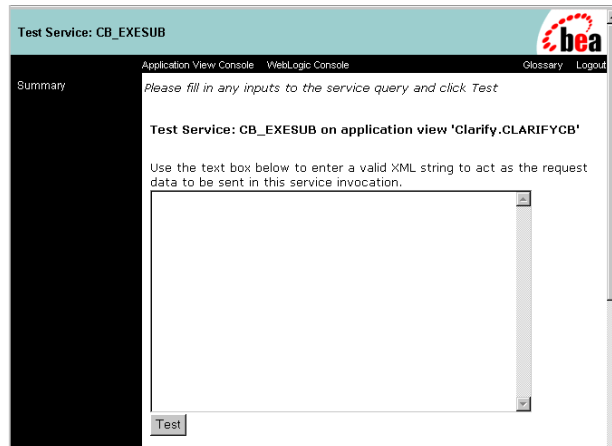 Test Service: CB_EXESUB
bea
Application View Console WebLogic Console Glossary Logout
Summary
Please fill in any inputs to the service query and click Test
Test Service: CB_EXESUB on application view 'Clarify.CLARIFYCB'
Use the text box below to enter a valid XML string to act as the request
data to be sent in this service invocation.
Test